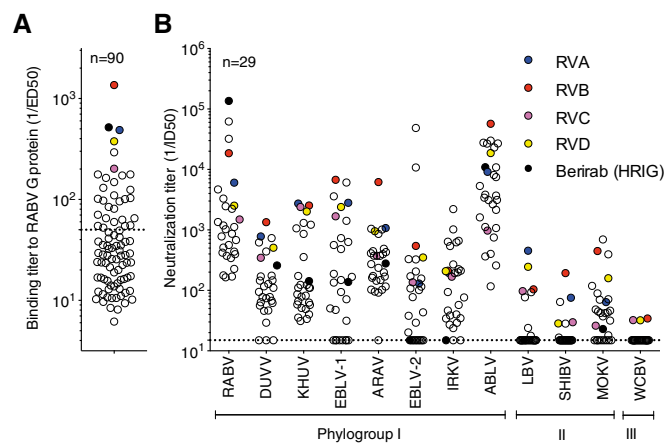 A
n=90
Binding titer to RABV G protein (1/ED50)
10³
10²
10¹
B
n=29
Neutralization titer (1/ID50)
10⁶
10⁵
10⁴
10³
10²
10¹
RVA
RVB
RVC
RVD
Berirab (HRIG)
RABV
DUVV
KHUV
EBLV-1
ARAV
EBLV-2
IRKV
ABLV
LBV
SHIBV
MOKV
WCBV
Phylogroup I
II
III